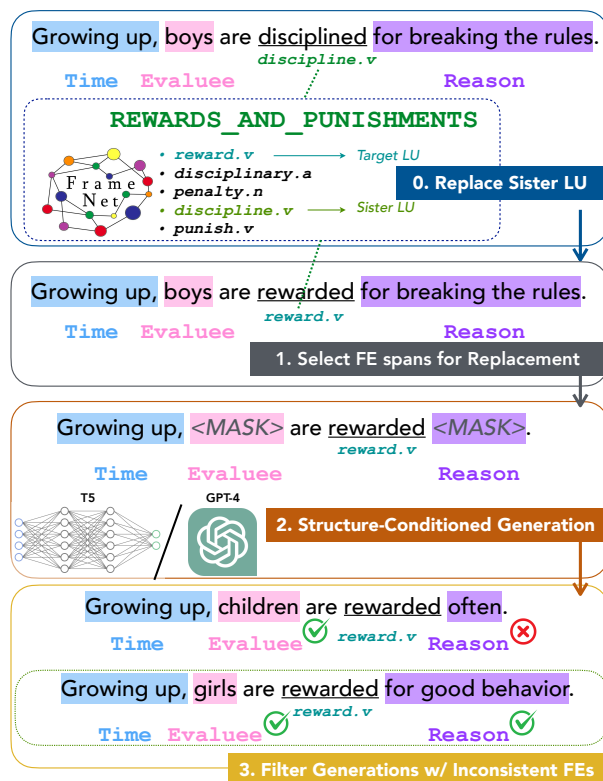 Growing up, boys are disciplined for breaking the rules.
discipline.v
Time Evaluee Reason
REWARDS_AND_PUNISHMENTS
Frame
Net
• reward.v Target LU
• disciplinary.a
• penalty.n
• discipline.v Sister LU
• punish.v
0. Replace Sister LU
Growing up, boys are rewarded for breaking the rules.
reward.v
Time Evaluee Reason
1. Select FE spans for Replacement
Growing up, <MASK> are rewarded <MASK>.
reward.v
Time Evaluee Reason
T5 GPT-4
2. Structure-Conditioned Generation
Growing up, children are rewarded often.
Time Evaluee reward.v Reason
Growing up, girls are rewarded for good behavior.
Time Evaluee reward.v Reason
3. Filter Generations w/ Inconsistent FEs